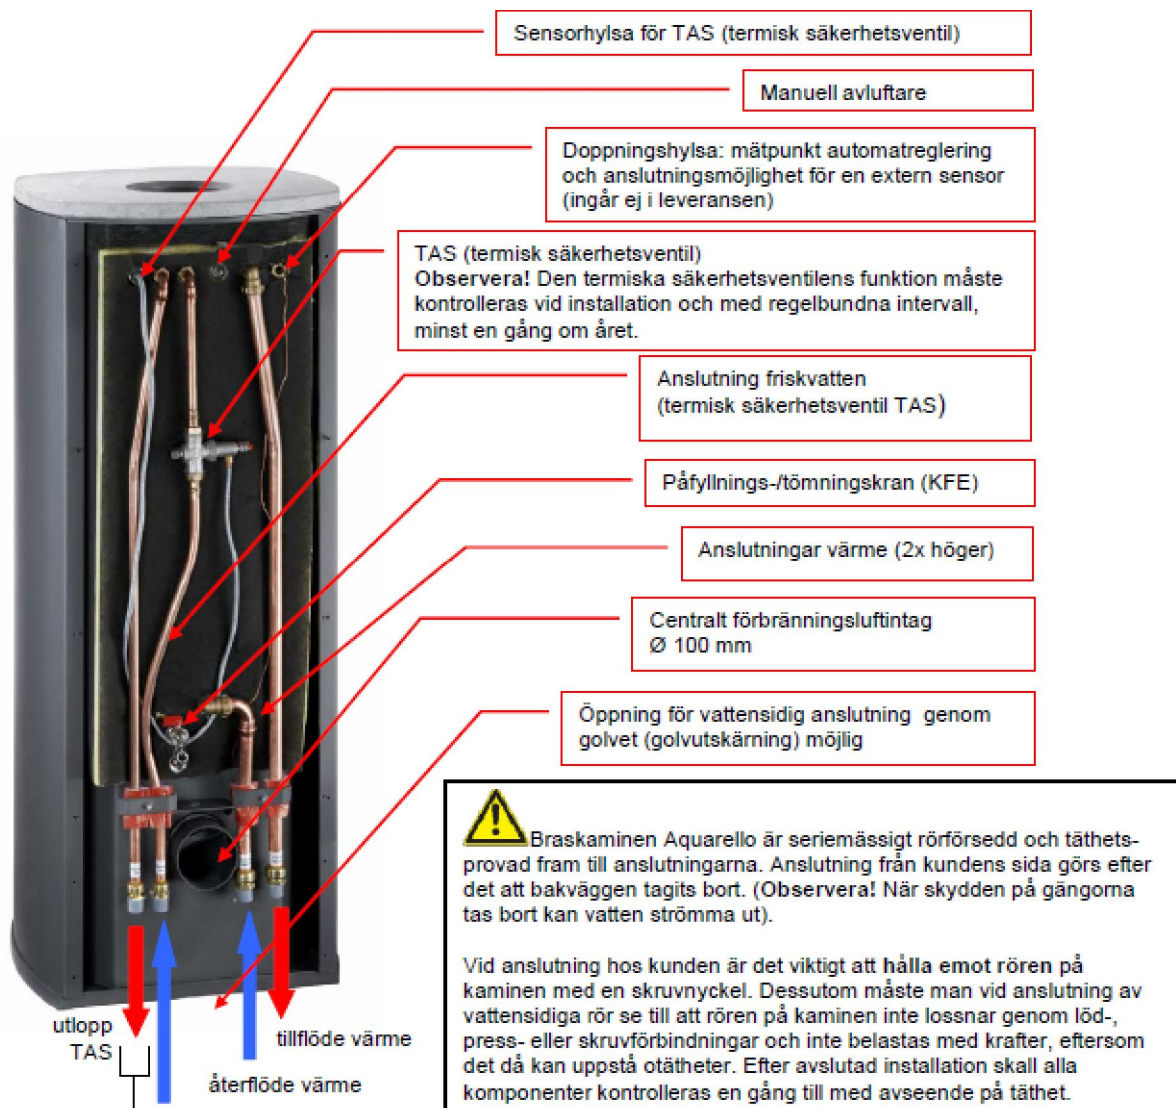 Sensorhylsa för TAS (termisk säkerhetsventil)
Manuell avluftare
Doppningshylsa: mätpunkt automatreglering
och anslutningsmöjlighet för en extern sensor
(ingår ej i leveransen)
TAS (termisk säkerhetsventil)
Observera! Den termiska säkerhetsventilens funktion måste
kontrolleras vid installation och med regelbundna intervall,
minst en gång om året.
Anslutning friskvatten
(termisk säkerhetsventil TAS)
Påfyllnings-/tömningskran (KFE)
Anslutningar värme (2x höger)
Centralt förbränningsluftintag
Ø 100 mm
Öppning för vattensidig anslutning genom
golvet (golvutskärning) möjlig
Braskaminen Aquarello är seriemässigt rörförsedd och täthets-
provad fram till anslutningarna. Anslutning från kundens sida görs efter
det att bakväggen tagits bort. (Observera! När skydden på gängorna
tas bort kan vatten strömma ut).
Vid anslutning hos kunden är det viktigt att hålla emot rören på
kaminen med en skruvnyckel. Dessutom måste man vid anslutning av
vattensidiga rör se till att rören på kaminen inte lossnar genom löd-,
press- eller skruvförbindningar och inte belastas med krafter, eftersom
det då kan uppstå otätheter. Efter avslutad installation skall alla
komponenter kontrolleras en gång till med avseende på täthet.
utlopp
TAS
tillflöde värme
återflöde värme